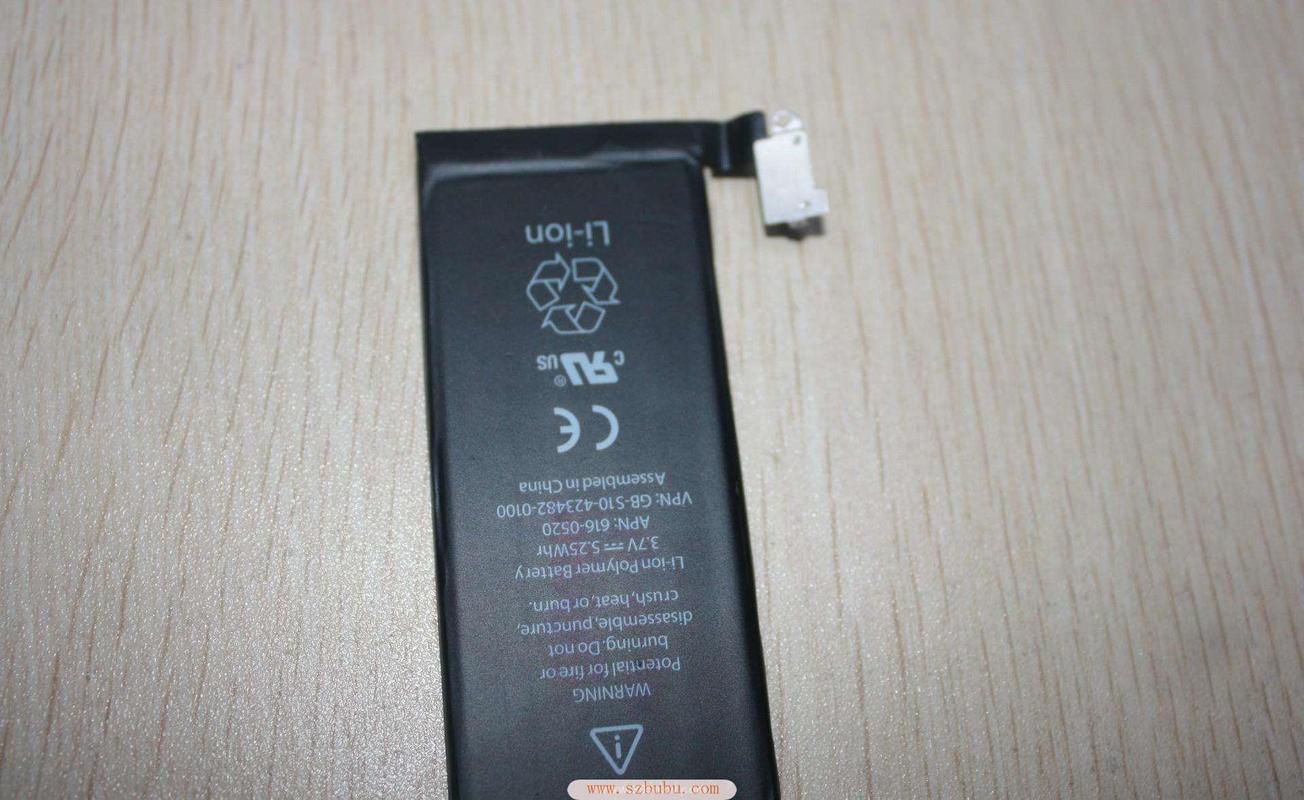 WARNING
Potential for fire or
burning. Do not
disassemble, puncture,
crush, heat, or burn.
Li-ion Polymer Battery
3.7V ⎓ 5.25Whr
APN: 616-0520
VPN: GB-S10-423482-0100
Assembled in China
CE
c RU ® US
Li-ion
www.szbubu.com